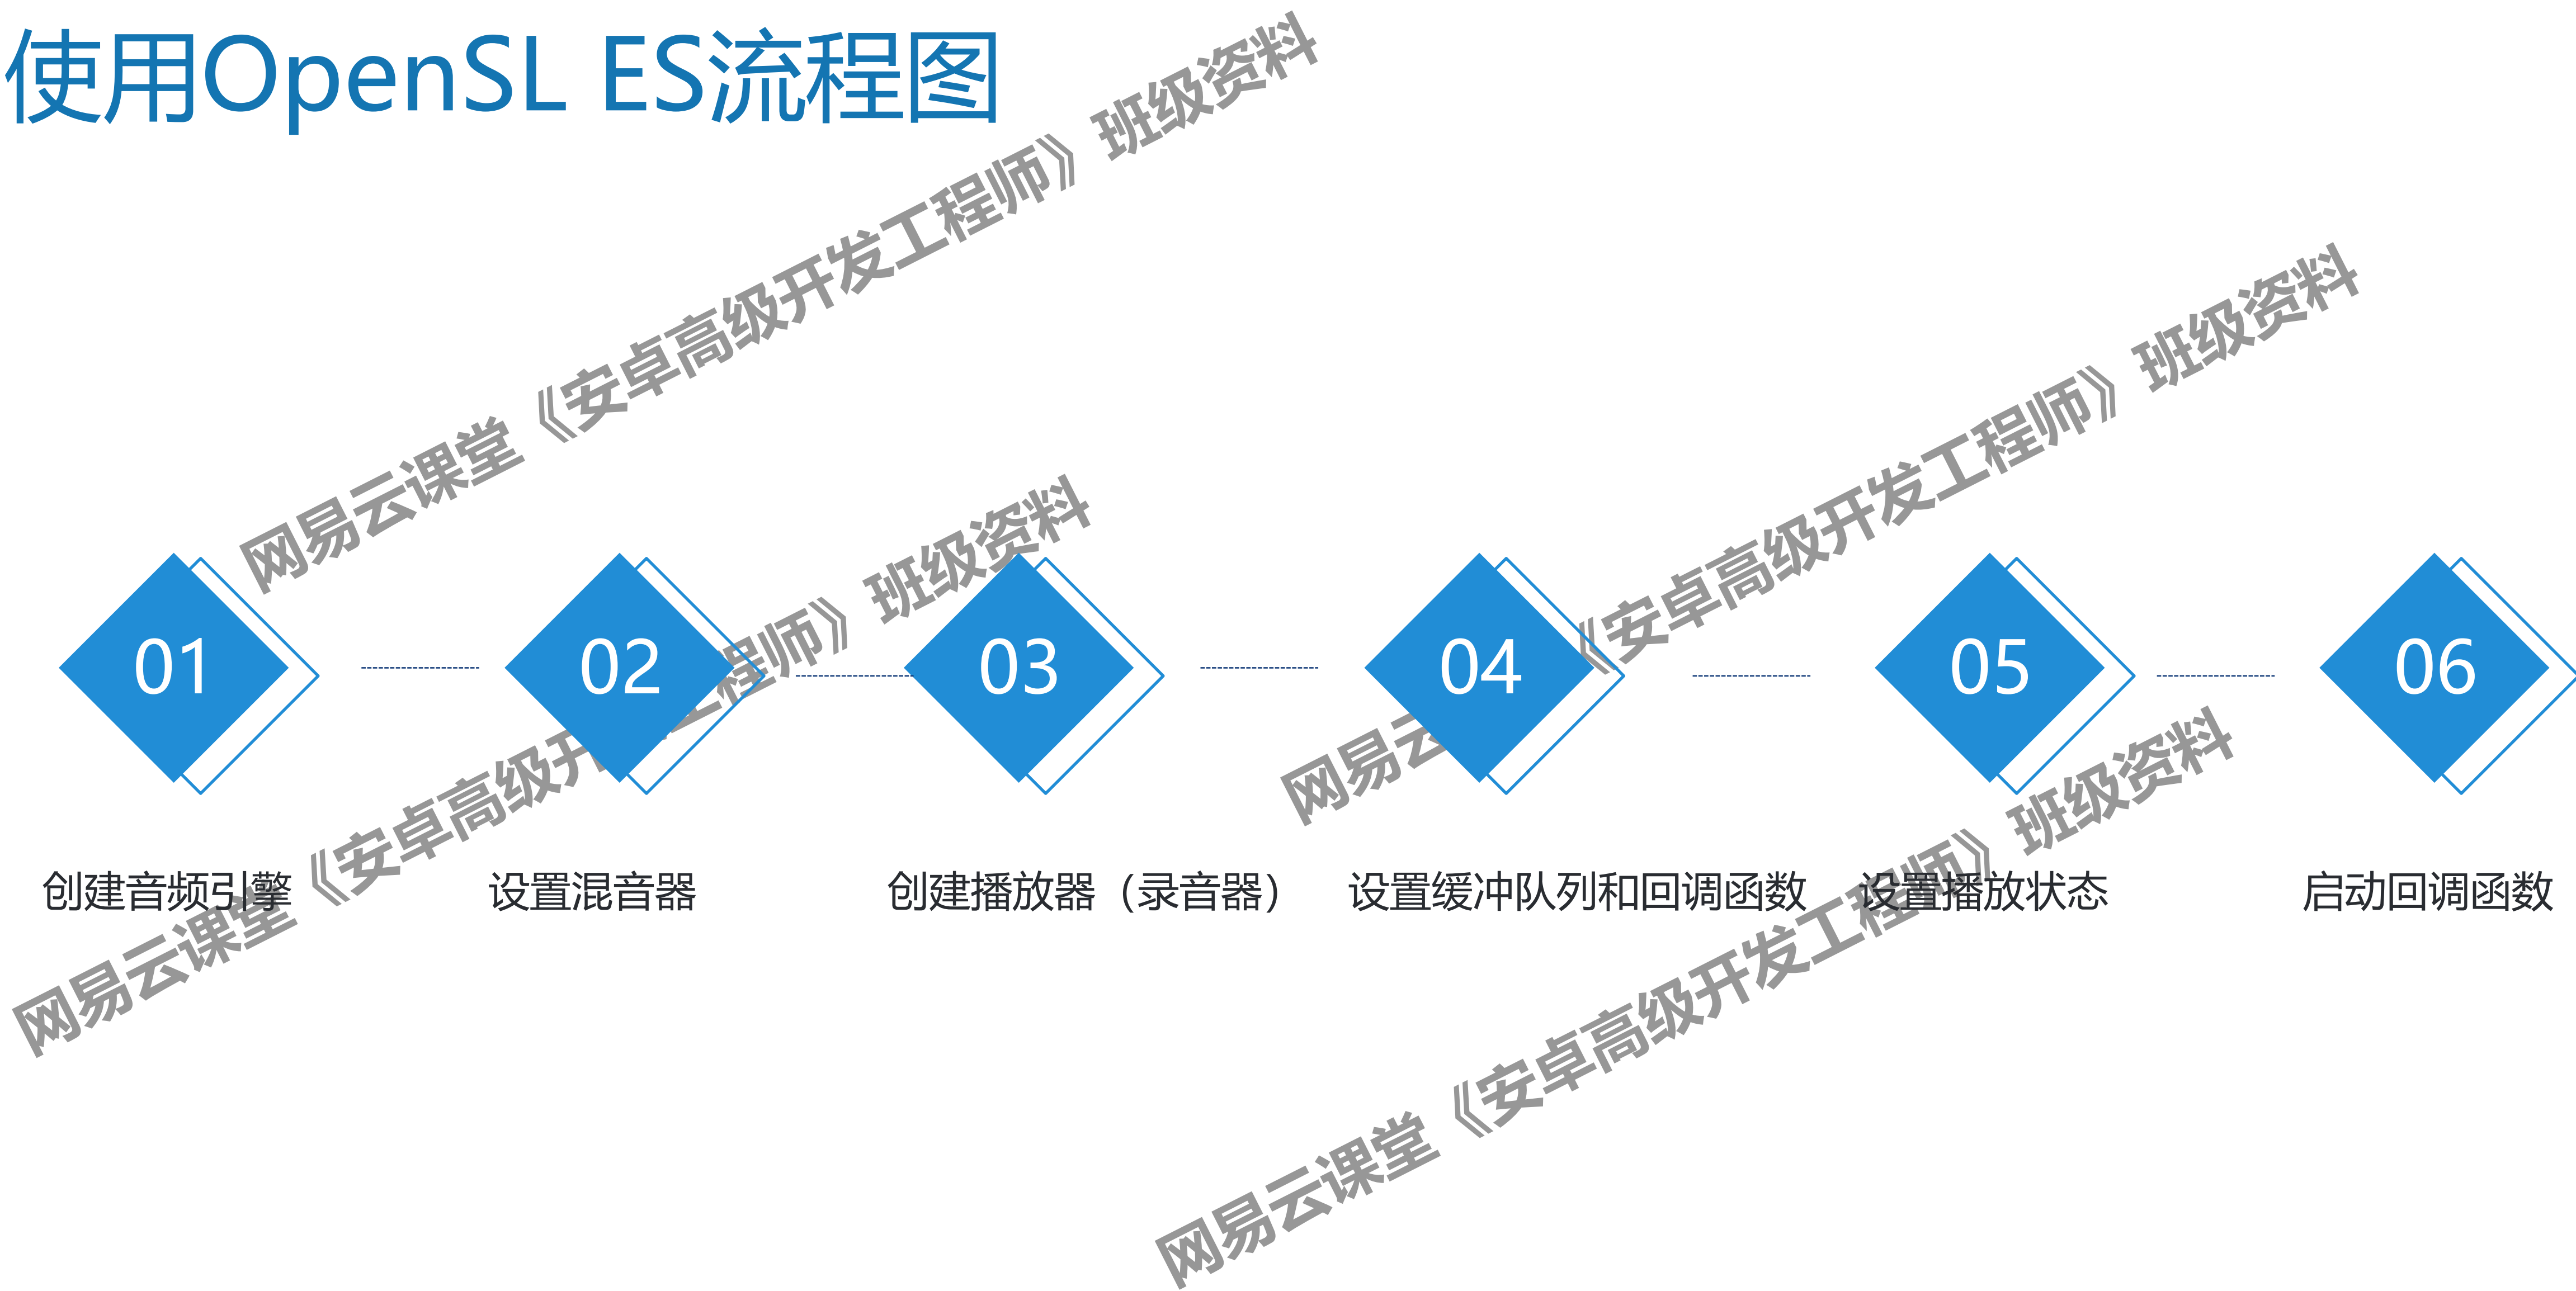 使用OpenSL ES流程图
网易云课堂《安卓高级开发工程师》班级资料
网易云课堂《安卓高级开发工程师》班级资料
网易云《安卓高级开发工程师》班级资料
网易云课堂《安卓高级开发工程师》班级资料
01
02
03
04
05
06
创建音频引擎
设置混音器
创建播放器（录音器）
设置缓冲队列和回调函数
设置播放状态
启动回调函数